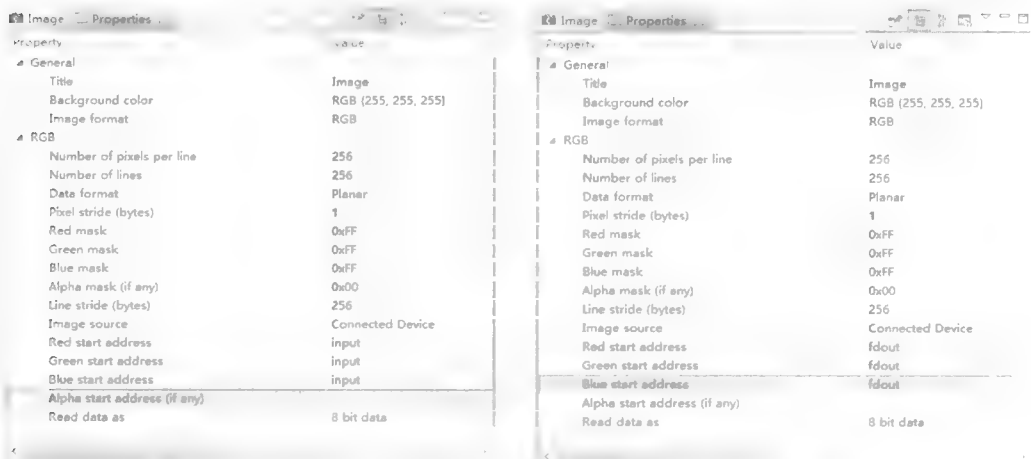 Image Properties
Property Value
General
Title Image
Background color RGB (255, 255, 255)
Image format RGB
RGB
Number of pixels per line 256
Number of lines 256
Data format Planar
Pixel stride (bytes) 1
Red mask 0xFF
Green mask 0xFF
Blue mask 0xFF
Alpha mask (if any) 0x00
Line stride (bytes) 256
Image source Connected Device
Red start address input
Green start address input
Blue start address input
Alpha start address (if any)
Read data as 8 bit data
Image Properties
Property Value
General
Title Image
Background color RGB (255, 255, 255)
Image format RGB
RGB
Number of pixels per line 256
Number of lines 256
Data format Planar
Pixel stride (bytes) 1
Red mask 0xFF
Green mask 0xFF
Blue mask 0xFF
Alpha mask (if any) 0x00
Line stride (bytes) 256
Image source Connected Device
Red start address fdout
Green start address fdout
Blue start address fdout
Alpha start address (if any)
Read data as 8 bit data